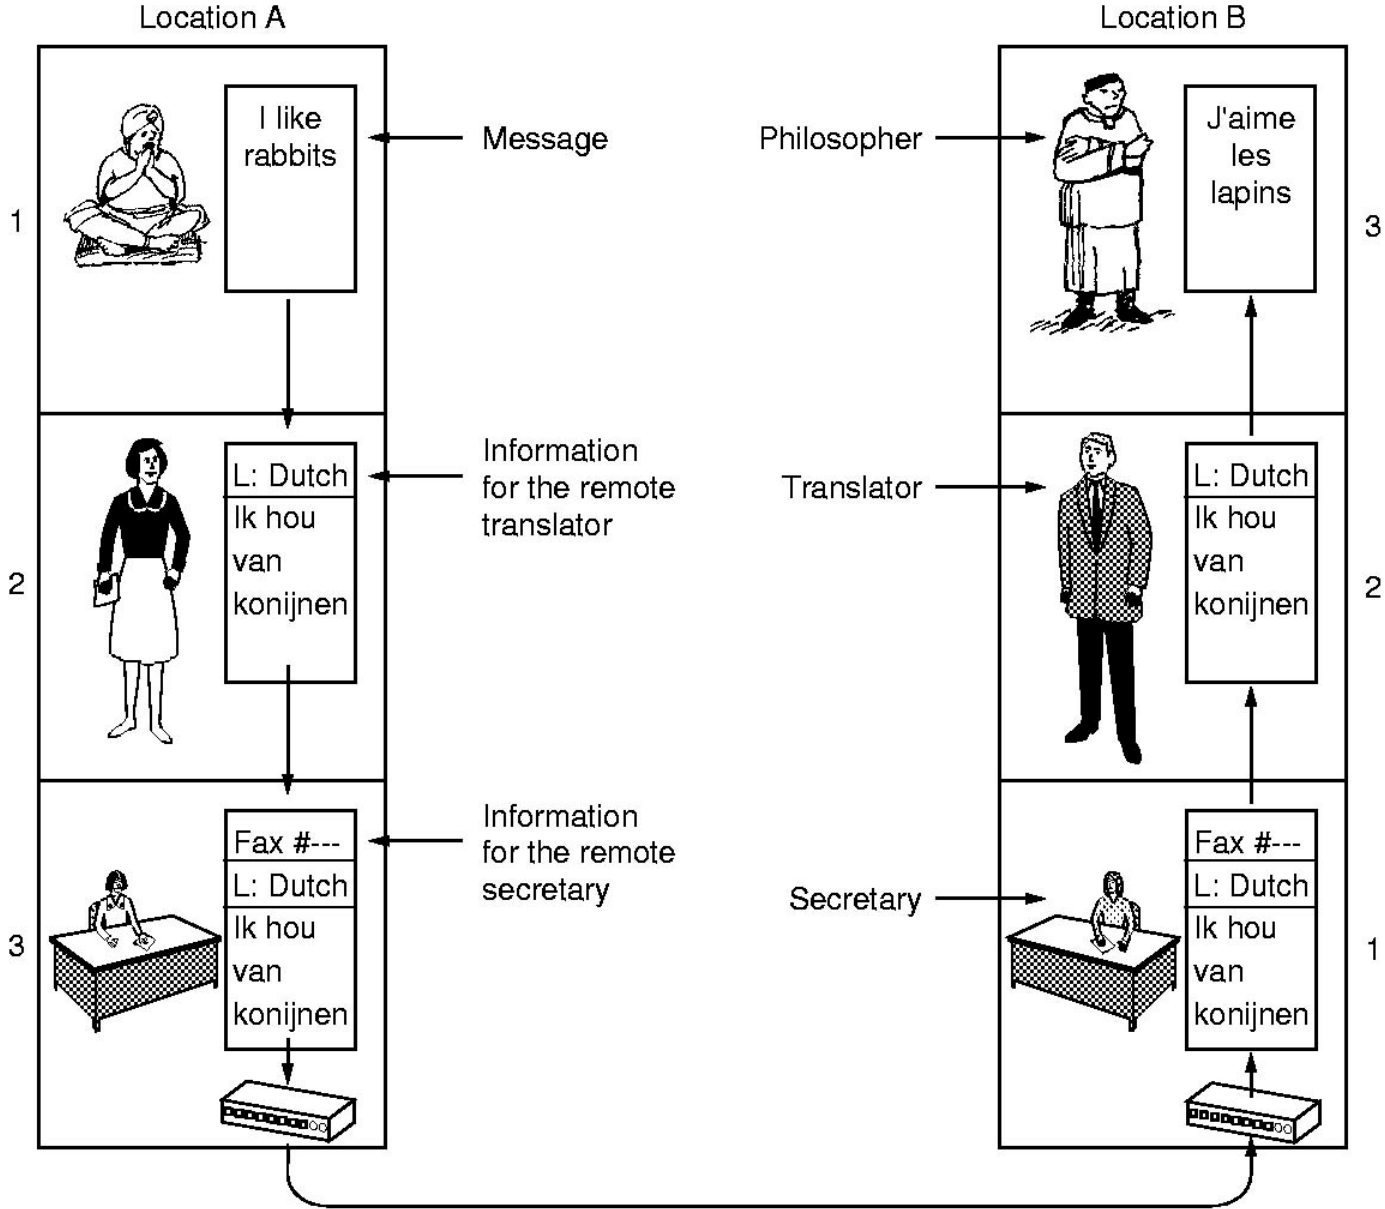 Location A
1
I like
rabbits
Message
2
L: Dutch
Ik hou
van
konijnen
Information
for the remote
translator
3
Fax #---
L: Dutch
Ik hou
van
konijnen
Information
for the remote
secretary
Location B
Philosopher
J'aime
les
lapins
3
Translator
L: Dutch
Ik hou
van
konijnen
2
Secretary
Fax #---
L: Dutch
Ik hou
van
konijnen
1